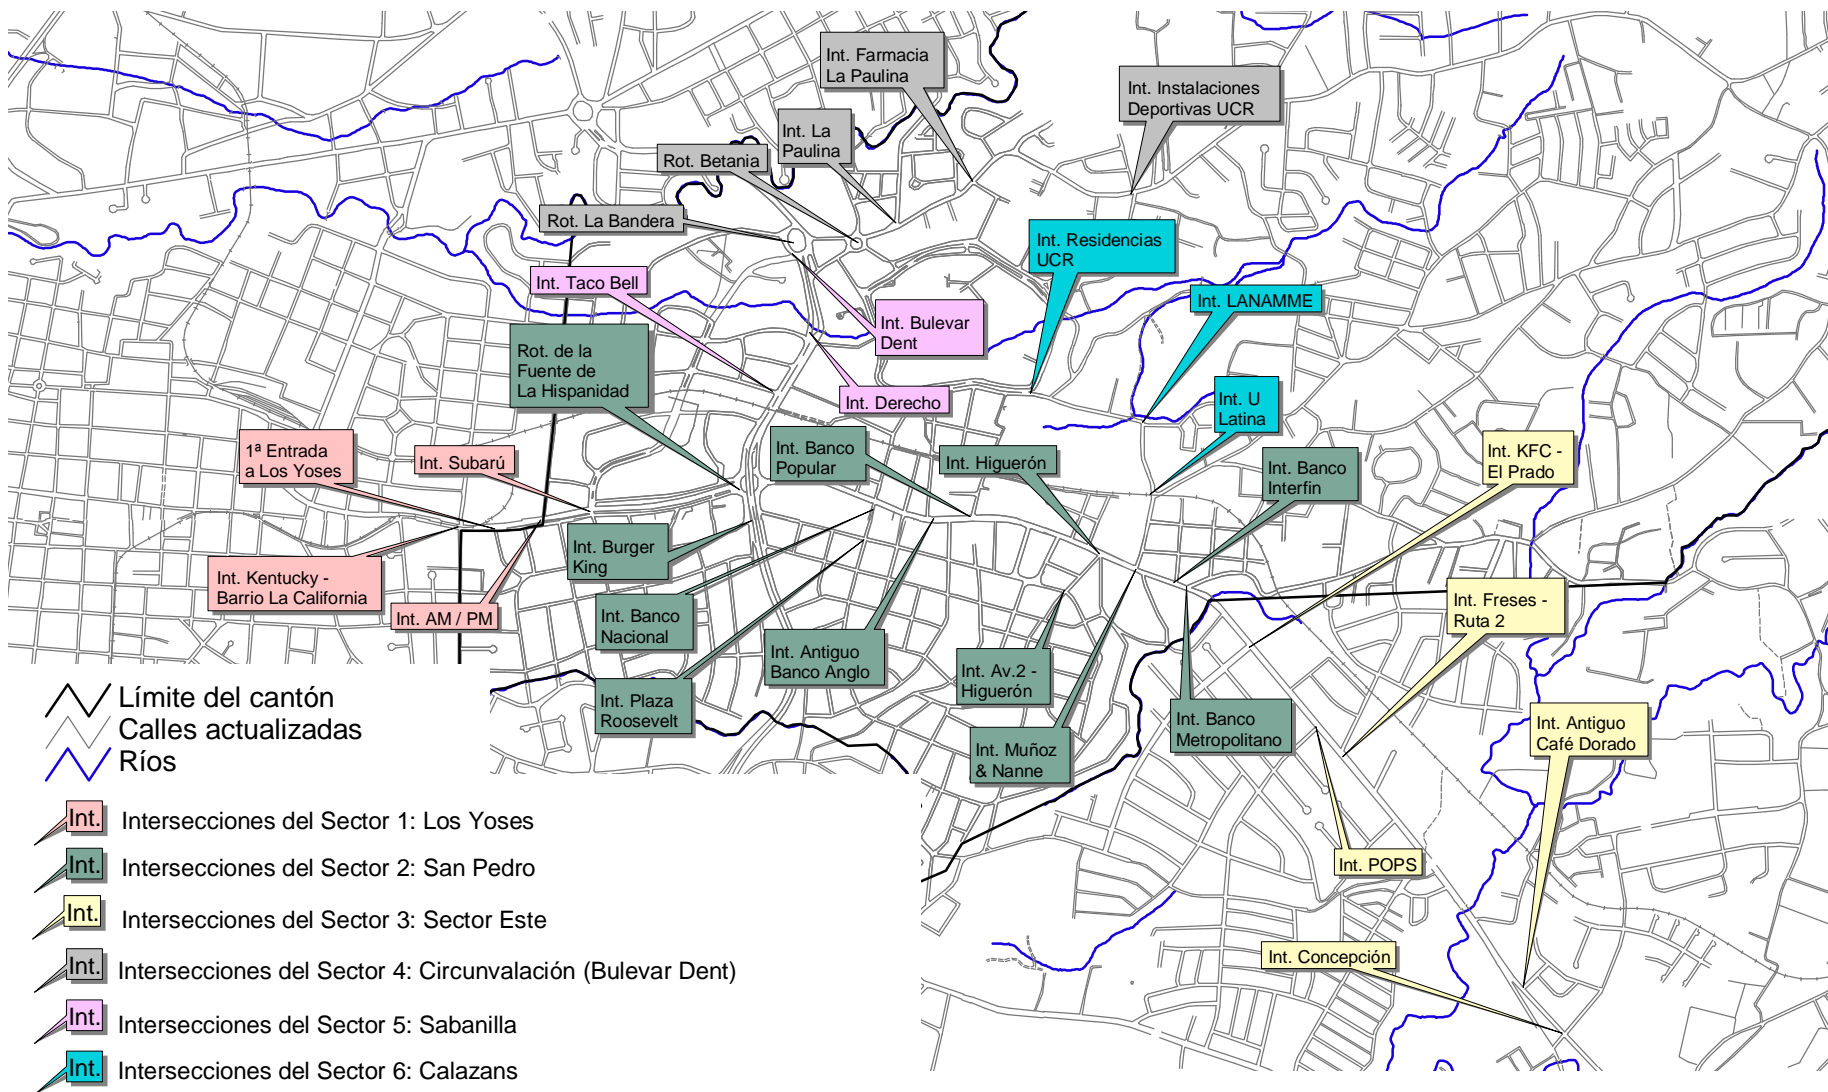 Int. Farmacia
La Paulina
Int. Instalaciones
Deportivas UCR
Int. La
Paulina
Rot. Betania
Rot. La Bandera
Int. Residencias
UCR
Int. Taco Bell
Int. LANAMME
Int. Bulevar
Dent
Rot. de la
Fuente de
La Hispanidad
Int. Derecho
Int. U
Latina
1ª Entrada
a Los Yoses
Int. Subarú
Int. Banco
Popular
Int. Higuerón
Int. Banco
Interfin
Int. KFC -
El Prado
Int. Burger
King
Int. Kentucky -
Barrio La California
Int. AM / PM
Int. Banco
Nacional
Int. Antiguo
Banco Anglo
Int. Av.2 -
Higuerón
Int. Freses -
Ruta 2
Int. Plaza
Roosevelt
Int. Muñoz
& Nanne
Int. Banco
Metropolitano
Int. Antiguo
Café Dorado
Int. POPS
Int. Concepción
Límite del cantón
Calles actualizadas
Ríos
Int. Intersecciones del Sector 1: Los Yoses
Int. Intersecciones del Sector 2: San Pedro
Int. Intersecciones del Sector 3: Sector Este
Int. Intersecciones del Sector 4: Circunvalación (Bulevar Dent)
Int. Intersecciones del Sector 5: Sabanilla
Int. Intersecciones del Sector 6: Calazans